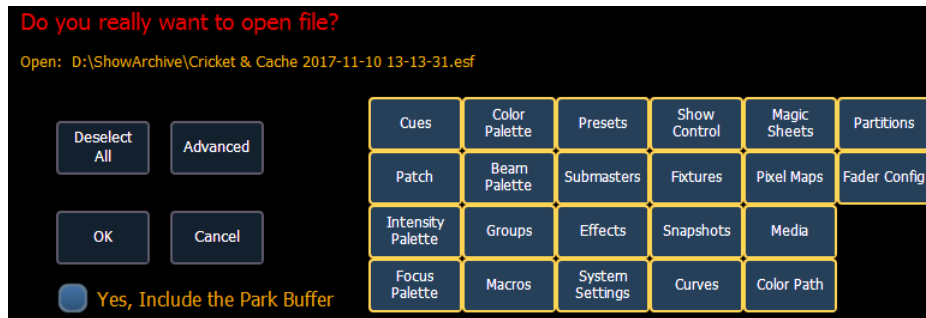 Do you really want to open file?
Open: D:\ShowArchive\Cricket & Cache 2017-11-10 13-13-31.esf
Deselect
All
Advanced
OK
Cancel
Yes, Include the Park Buffer
Cues
Color
Palette
Presets
Show
Control
Magic
Sheets
Partitions
Patch
Beam
Palette
Submasters
Fixtures
Pixel Maps
Fader Config
Intensity
Palette
Groups
Effects
Snapshots
Media
Focus
Palette
Macros
System
Settings
Curves
Color Path